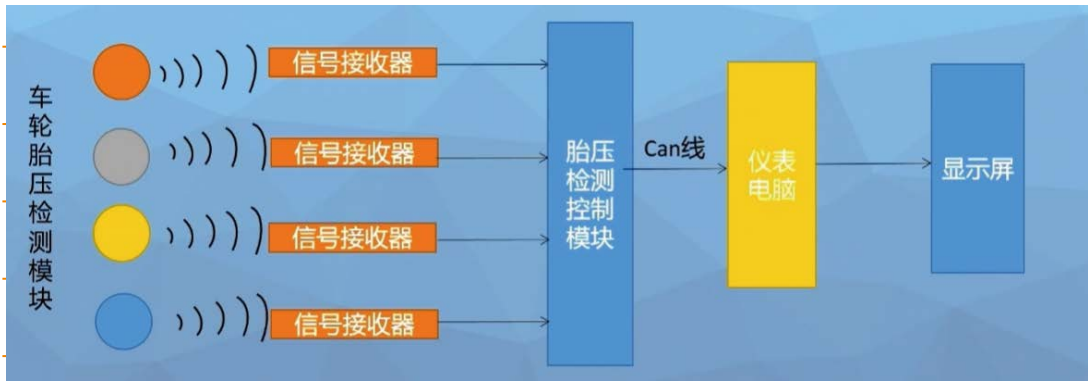 车轮胎压检测模块
信号接收器
信号接收器
信号接收器
信号接收器
胎压
检测
控制
模块
Can线
仪表
电脑
显示屏